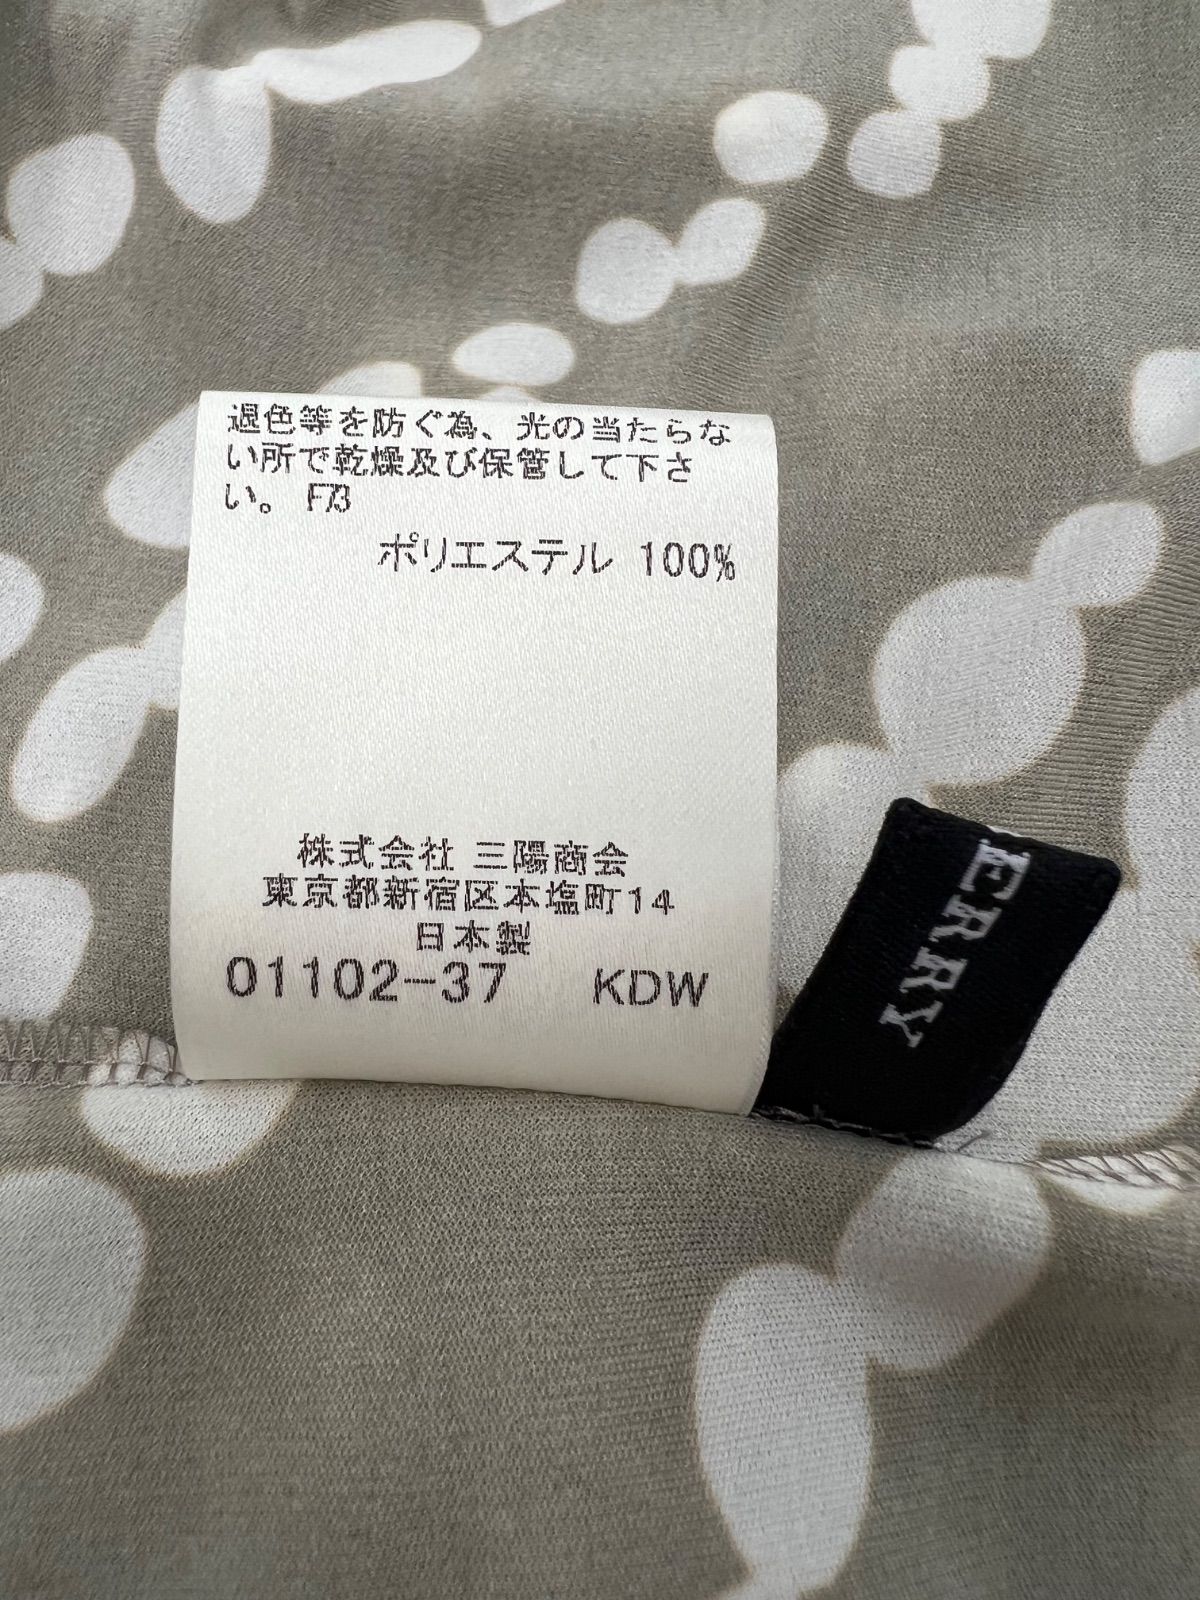 退色等を防ぐ為、光の当たらな
い所で乾燥及び保管して下さ
い。 F73
ポリエステル 100%
株式会社 三陽商会
東京都新宿区本塩町14
日本製
01102-37 KDW
ERRY